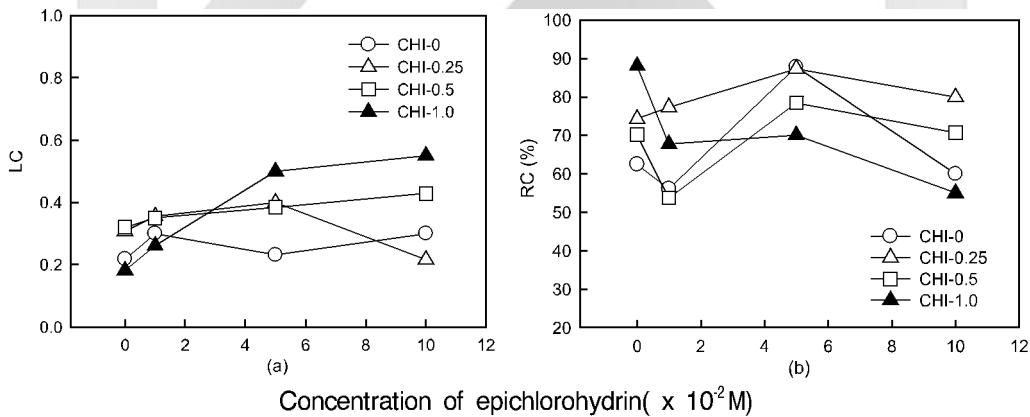 1.0
0.8
0.6
0.4
0.2
0.0
LC
CHI-0
CHI-0.25
CHI-0.5
CHI-1.0
0 2 4 6 8 10 12
(a)
100
90
80
70
60
50
40
30
20
RC (%)
CHI-0
CHI-0.25
CHI-0.5
CHI-1.0
0 2 4 6 8 10 12
(b)
Concentration of epichlorohydrin( x 10⁻²M)